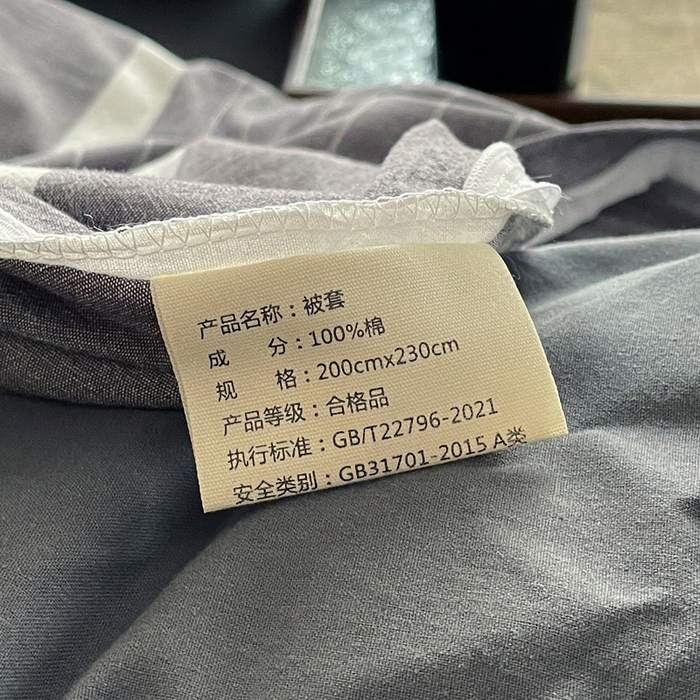 产品名称：被套
成　　分：100%棉
规　　格：200cmx230cm
产品等级：合格品
执行标准：GB/T22796-2021
安全类别：GB31701-2015 A类